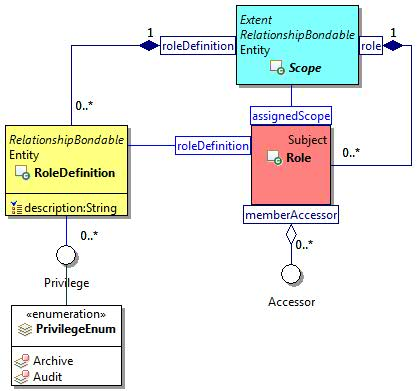 Extent
RelationshipBondable
Entity
Scope
1
roleDefinition
role
1
0..*
assignedScope
RelationshipBondable
Entity
RoleDefinition
description:String
roleDefinition
Subject
Role
0..*
memberAccessor
0..*
0..*
Privilege
Accessor
«enumeration»
PrivilegeEnum
Archive
Audit